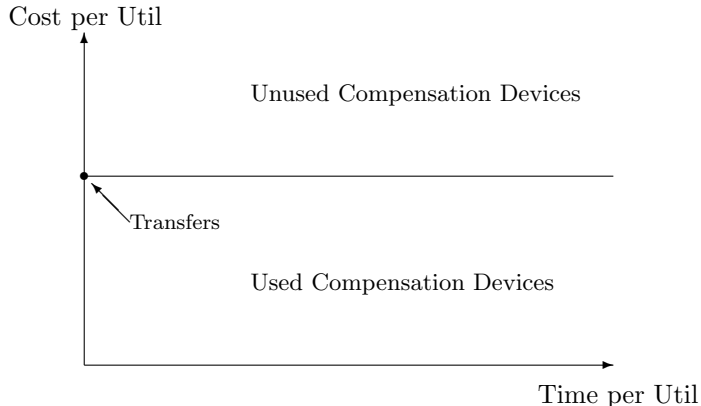 Cost per Util
Unused Compensation Devices
Transfers
Used Compensation Devices
Time per Util